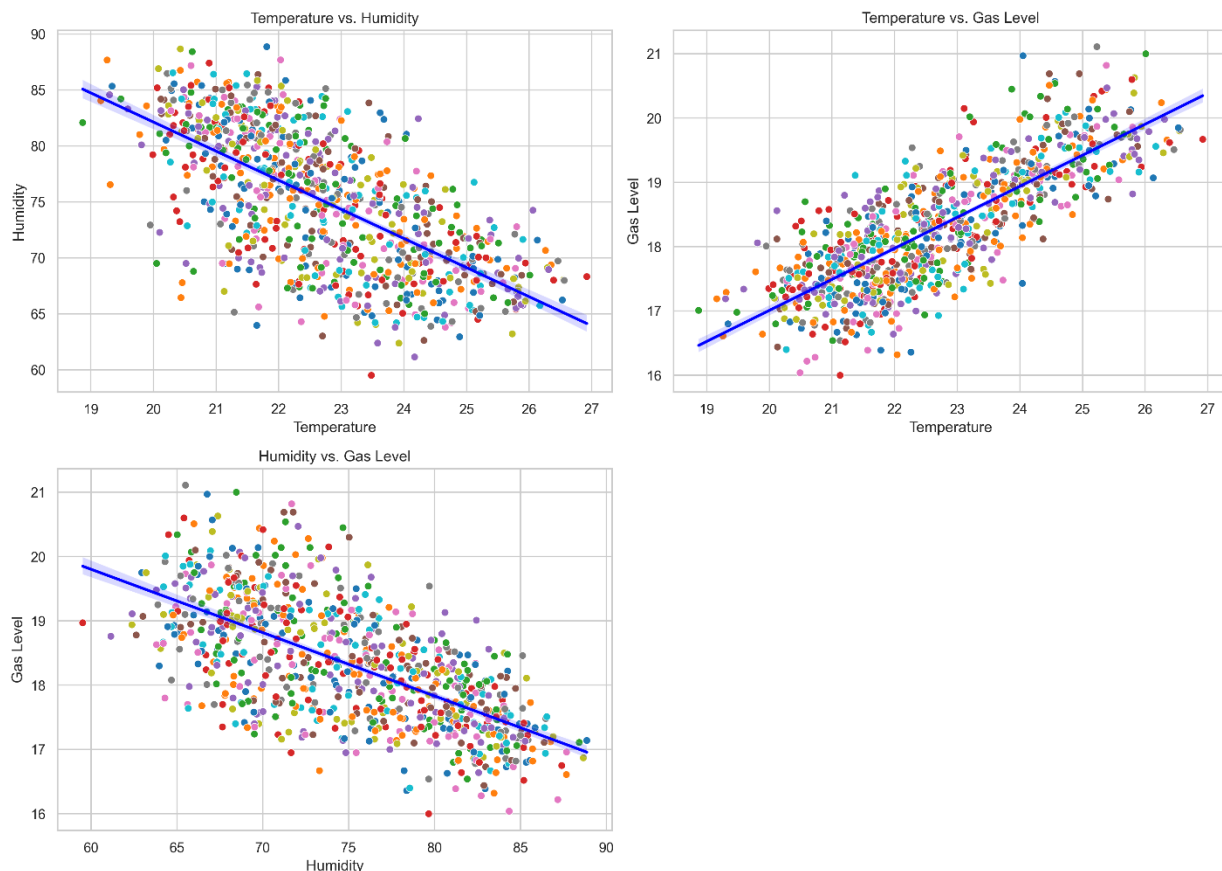 Temperature vs. Humidity
Humidity
90
85
80
75
70
65
60
19 20 21 22 23 24 25 26 27
Temperature
Temperature vs. Gas Level
Gas Level
21
20
19
18
17
16
19 20 21 22 23 24 25 26 27
Temperature
Humidity vs. Gas Level
Gas Level
21
20
19
18
17
16
60 65 70 75 80 85 90
Humidity